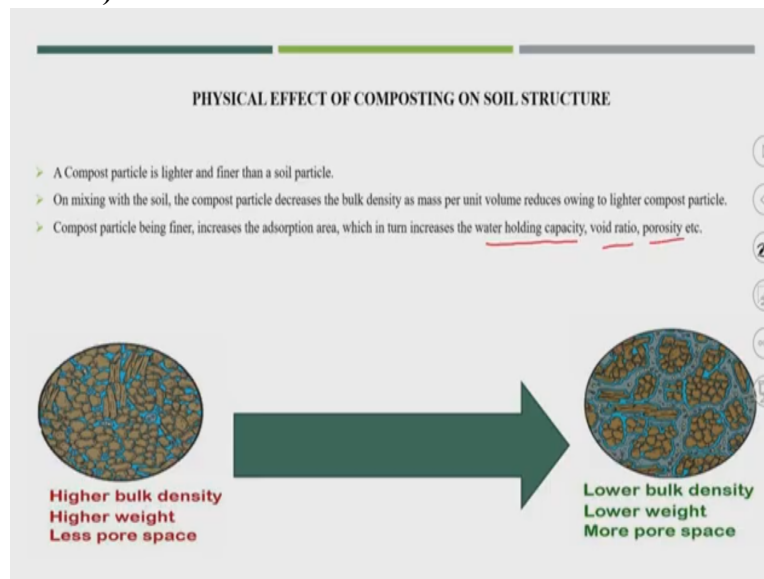 PHYSICAL EFFECT OF COMPOSTING ON SOIL STRUCTURE
A Compost particle is lighter and finer than a soil particle.
On mixing with the soil, the compost particle decreases the bulk density as mass per unit volume reduces owing to lighter compost particle.
Compost particle being finer, increases the adsorption area, which in turn increases the water holding capacity, void ratio, porosity etc.
Higher bulk density
Higher weight
Less pore space
Lower bulk density
Lower weight
More pore space